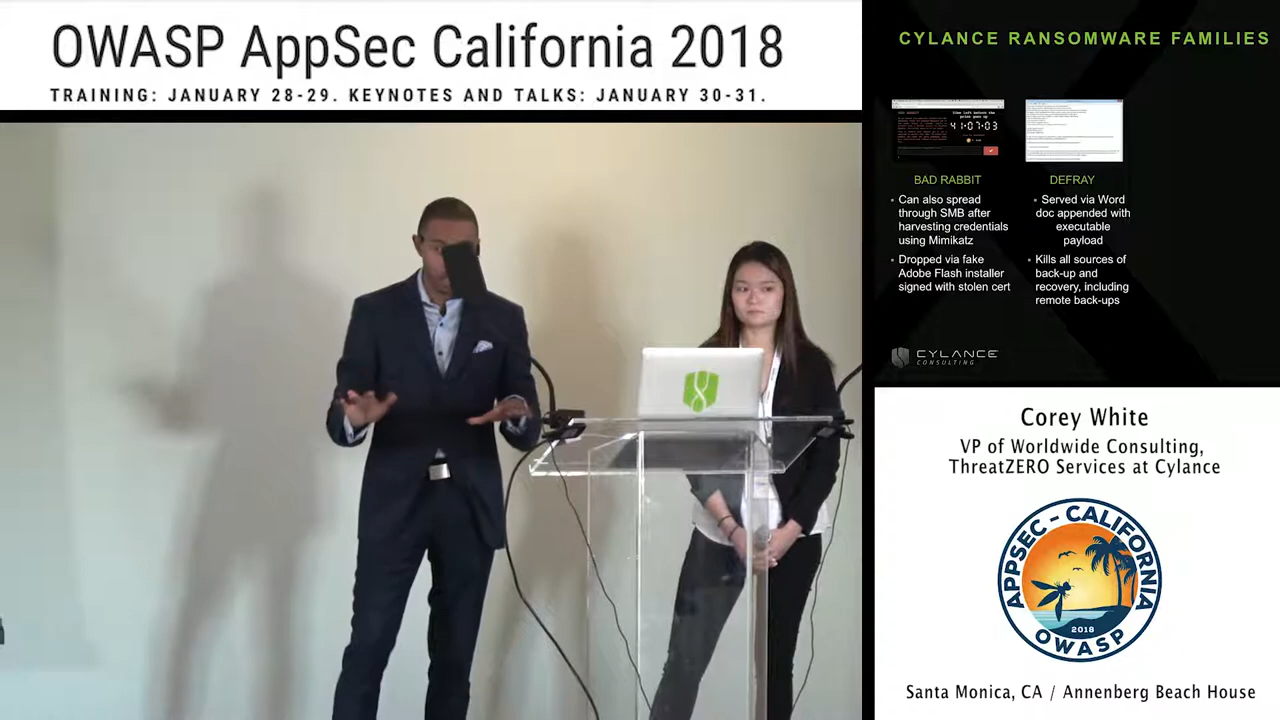 OWASP AppSec California 2018
TRAINING: JANUARY 28-29. KEYNOTES AND TALKS: JANUARY 30-31.
CYLANCE RANSOMWARE FAMILIES
41:07:03
BAD RABBIT
▪ Can also spread
through SMB after
harvesting credentials
using Mimikatz
▪ Dropped via fake
Adobe Flash installer
signed with stolen cert
DEFRAY
▪ Served via Word
doc appended with
executable
payload
▪ Kills all sources of
back-up and
recovery, including
remote back-ups
CYLANCE
CONSULTING
Corey White
VP of Worldwide Consulting,
ThreatZERO Services at Cylance
APPSEC - CALIFORNIA
2018
OWASP
Santa Monica, CA / Annenberg Beach House